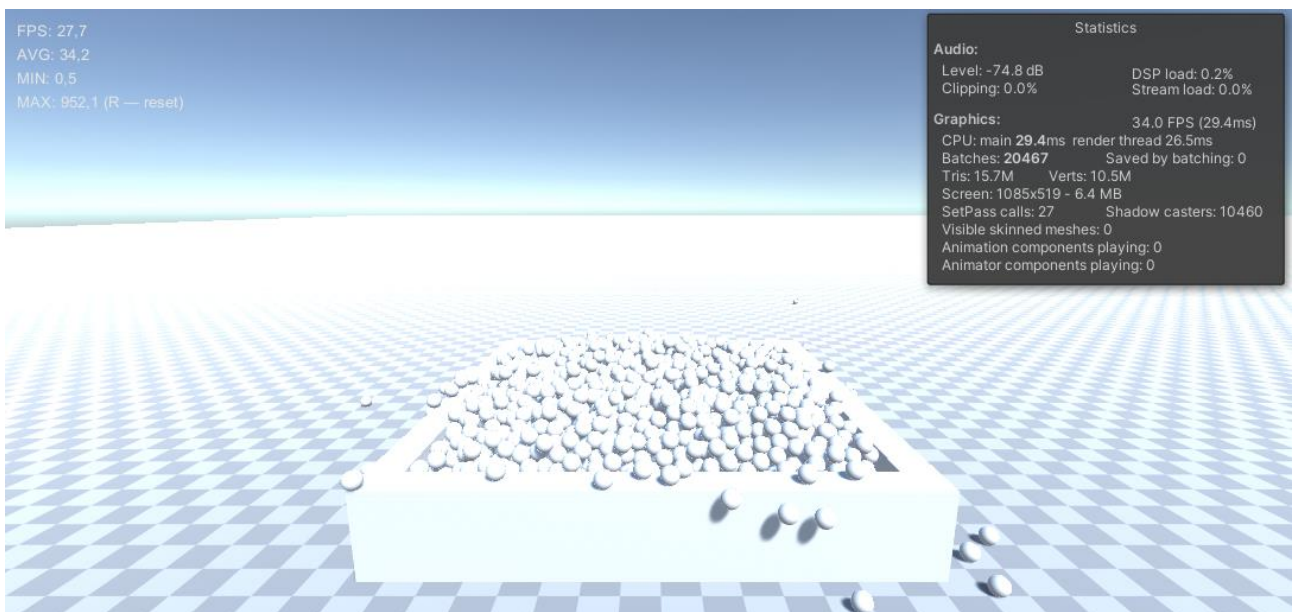 FPS: 27,7
AVG: 34,2
MIN: 0,5
MAX: 952,1 (R — reset)
Statistics
Audio:
Level: -74.8 dB DSP load: 0.2%
Clipping: 0.0% Stream load: 0.0%
Graphics: 34.0 FPS (29.4ms)
CPU: main 29.4ms render thread 26.5ms
Batches: 20467 Saved by batching: 0
Tris: 15.7M Verts: 10.5M
Screen: 1085x519 - 6.4 MB
SetPass calls: 27 Shadow casters: 10460
Visible skinned meshes: 0
Animation components playing: 0
Animator components playing: 0